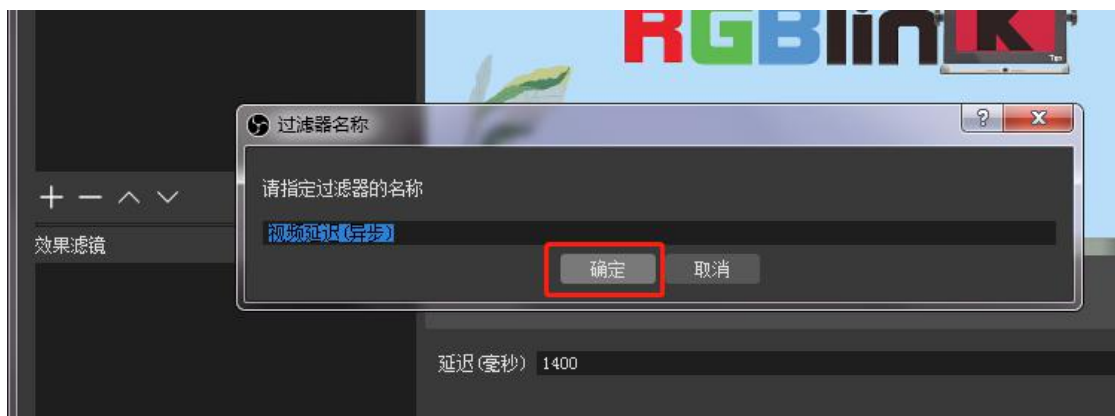 RGBlink
过滤器名称
请指定过滤器的名称
视频延迟(异步)
确定 取消
效果滤镜
延迟(毫秒) 1400